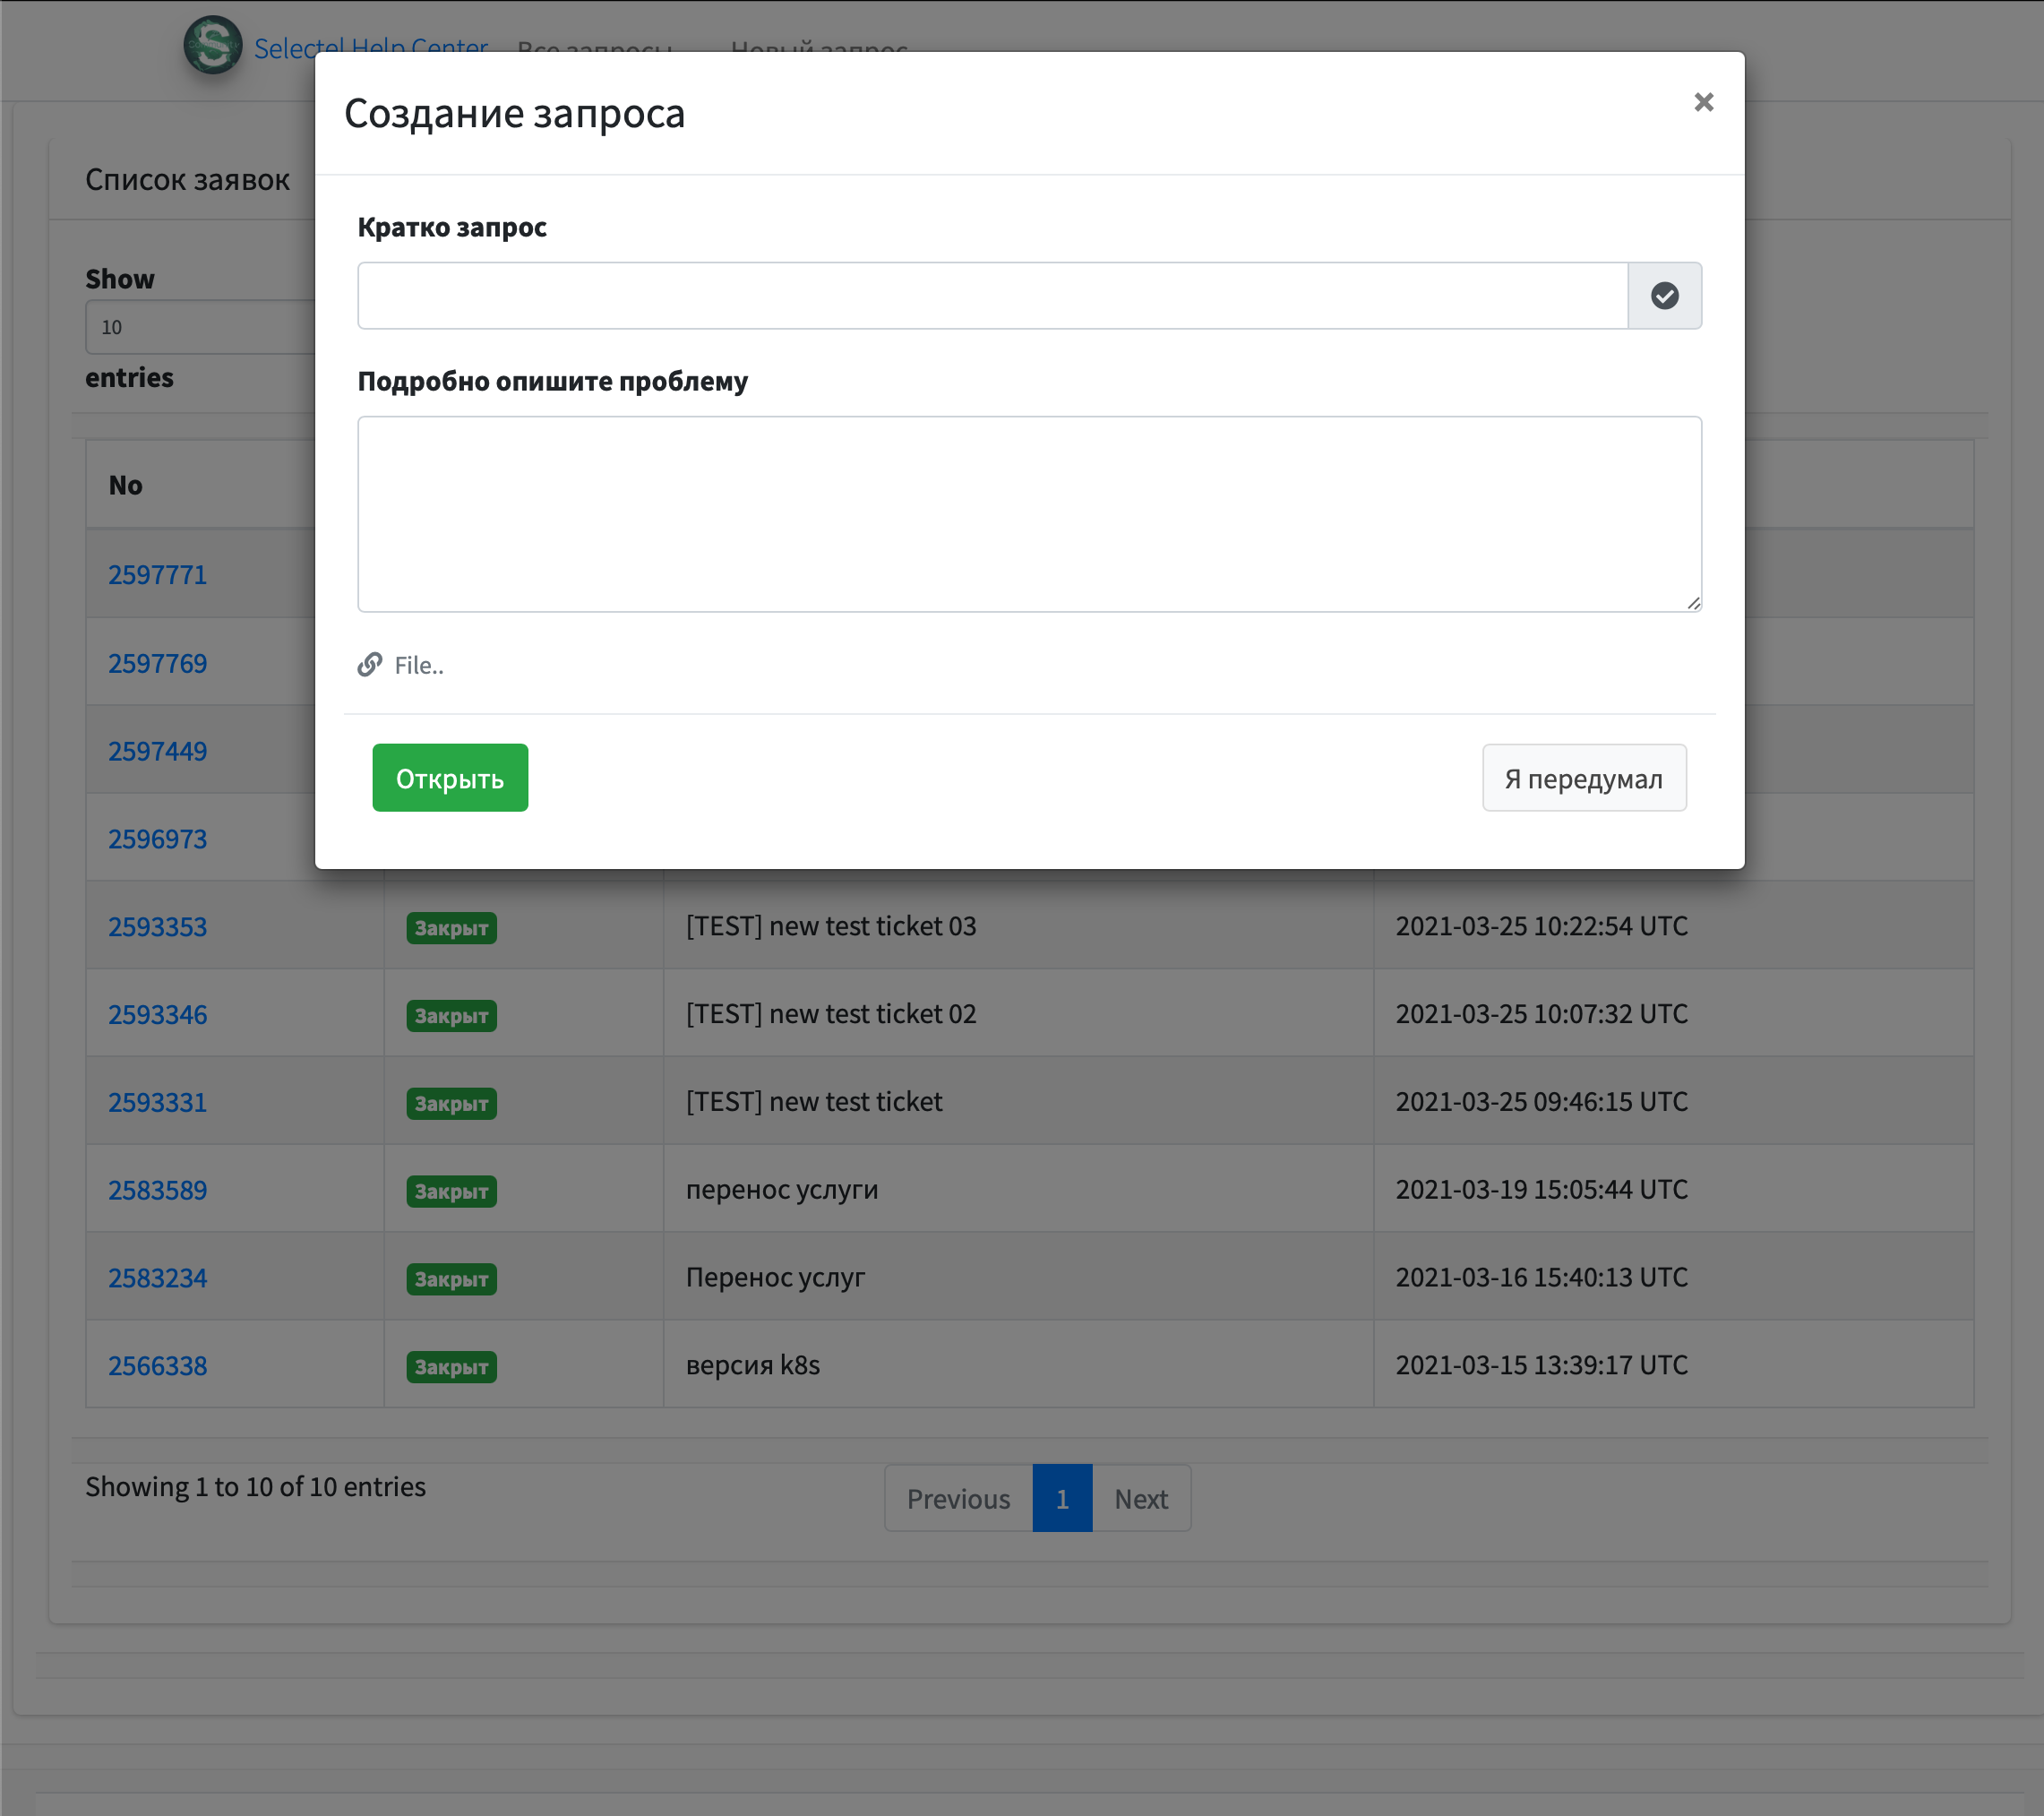 Selectel Help Center Все запросы Новый запрос
Создание запроса
×
Список заявок
Кратко запрос
Show
10
entries
Подробно опишите проблему
No
2597771
2597769
File..
2597449
Открыть Я передумал
2596973
2593353 Закрыт [TEST] new test ticket 03 2021-03-25 10:22:54 UTC
2593346 Закрыт [TEST] new test ticket 02 2021-03-25 10:07:32 UTC
2593331 Закрыт [TEST] new test ticket 2021-03-25 09:46:15 UTC
2583589 Закрыт перенос услуги 2021-03-19 15:05:44 UTC
2583234 Закрыт Перенос услуг 2021-03-16 15:40:13 UTC
2566338 Закрыт версия k8s 2021-03-15 13:39:17 UTC
Showing 1 to 10 of 10 entries
Previous 1 Next